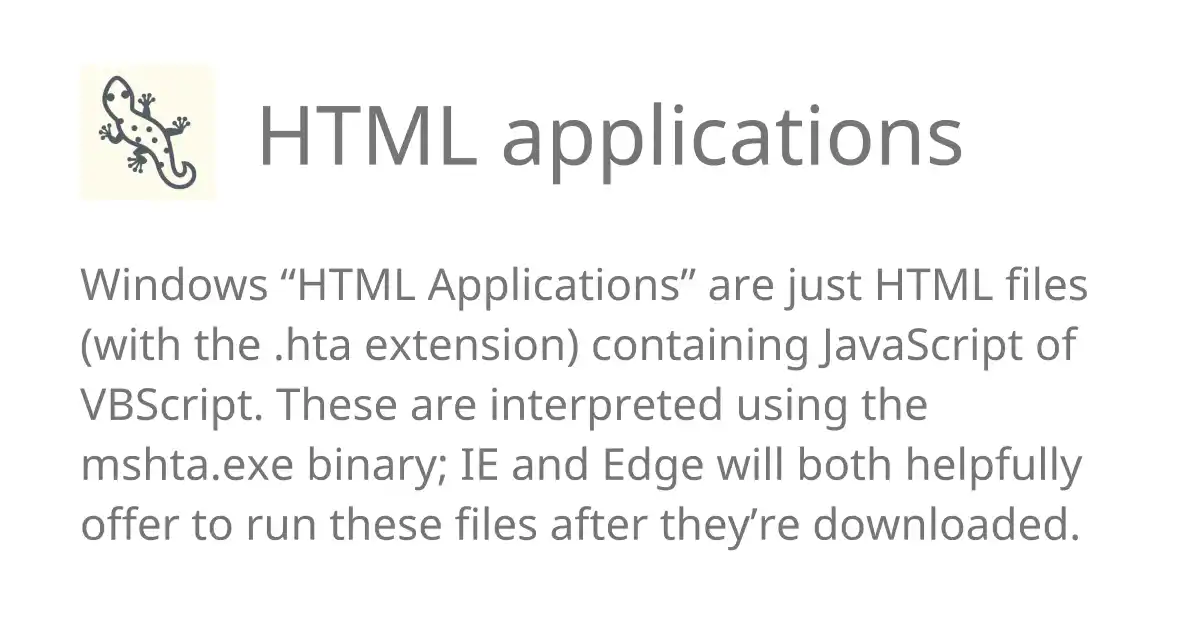 HTML applications
Windows “HTML Applications” are just HTML files
(with the .hta extension) containing JavaScript of
VBScript. These are interpreted using the
mshta.exe binary; IE and Edge will both helpfully
offer to run these files after they’re downloaded.